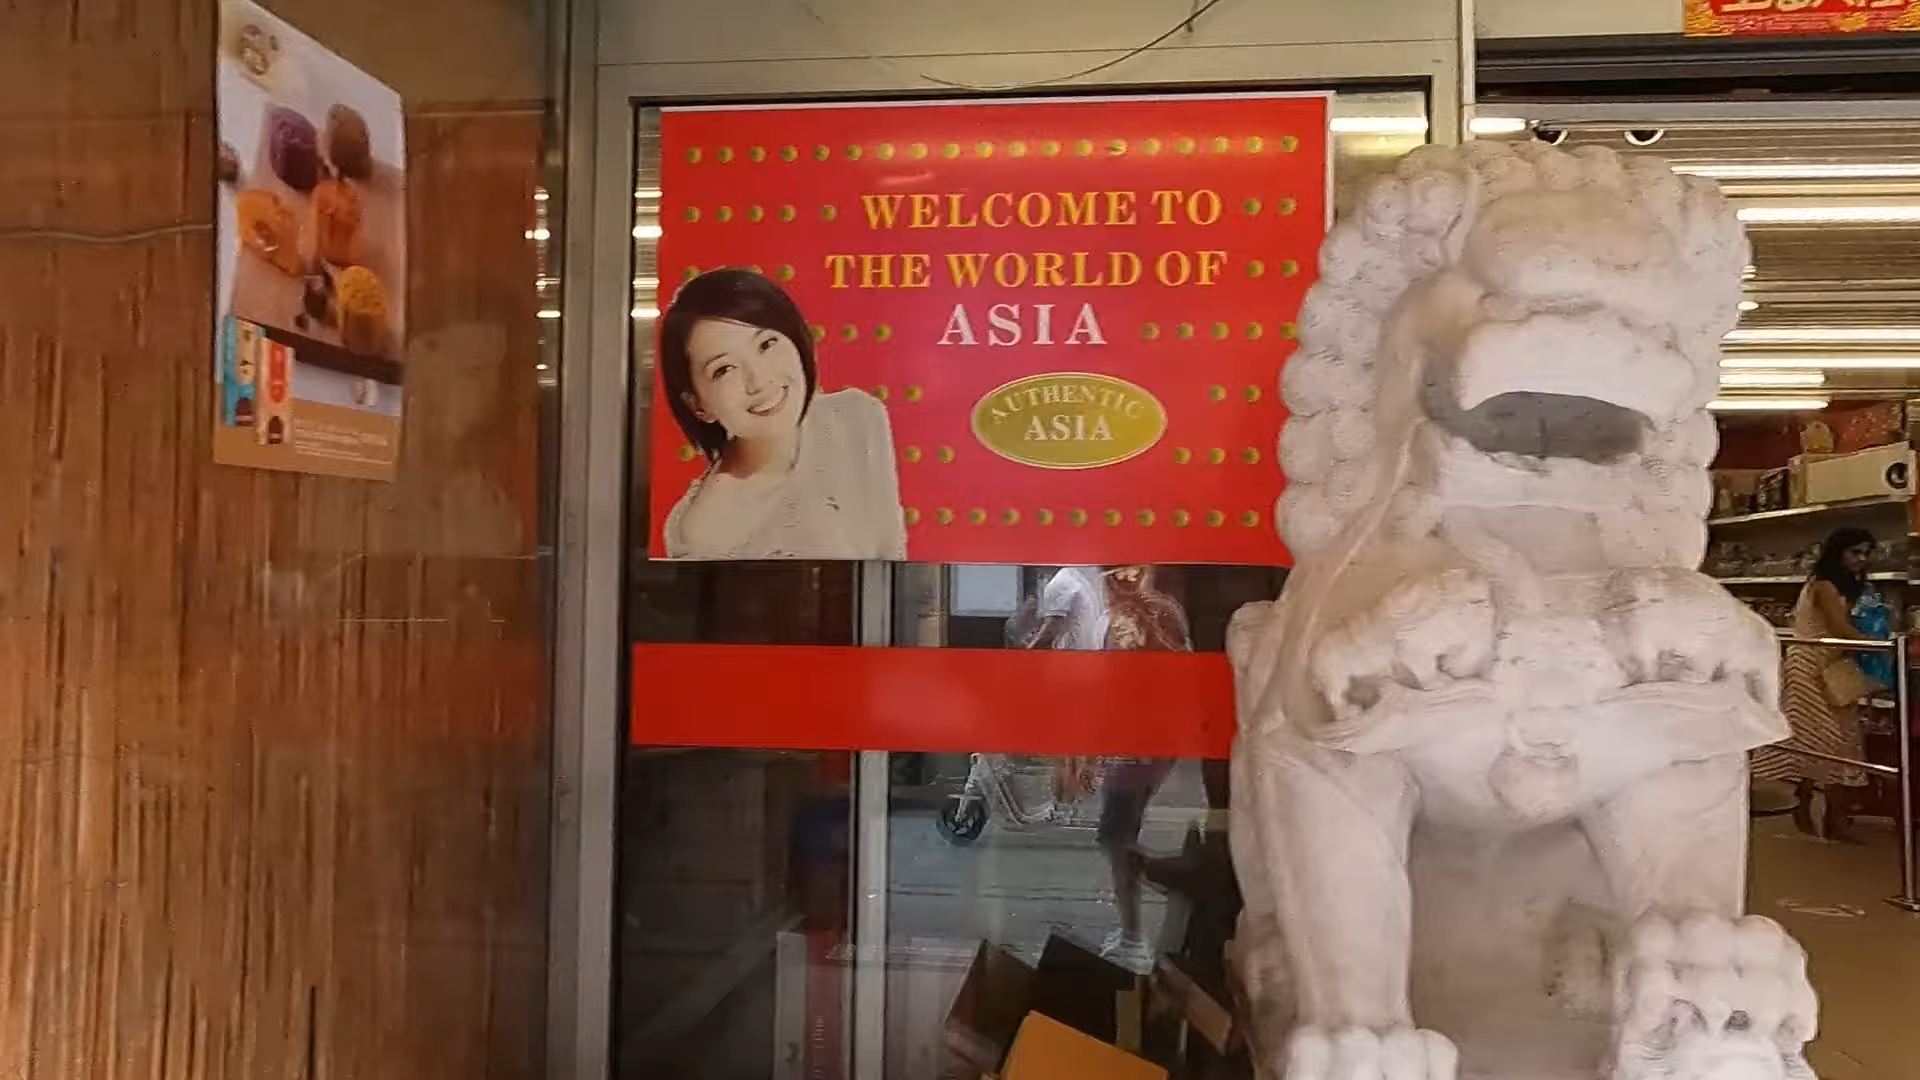 WELCOME TO
THE WORLD OF
ASIA
AUTHENTIC
ASIA